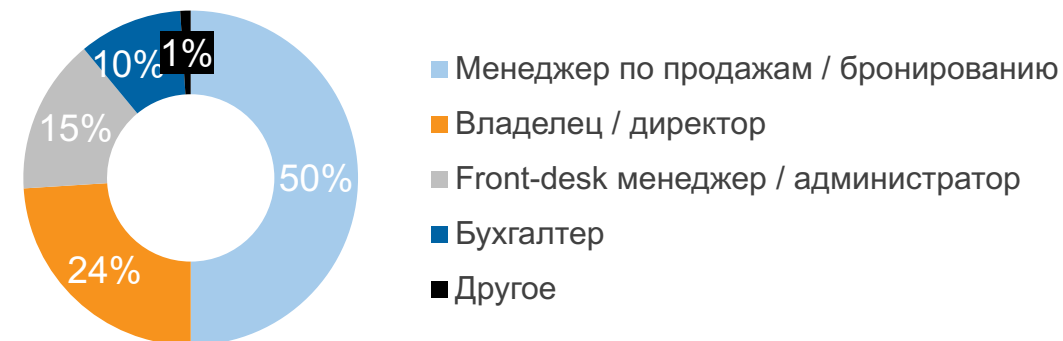 10%
1%
15%
50%
24%
Менеджер по продажам / бронированию
Владелец / директор
Front-desk менеджер / администратор
Бухгалтер
Другое